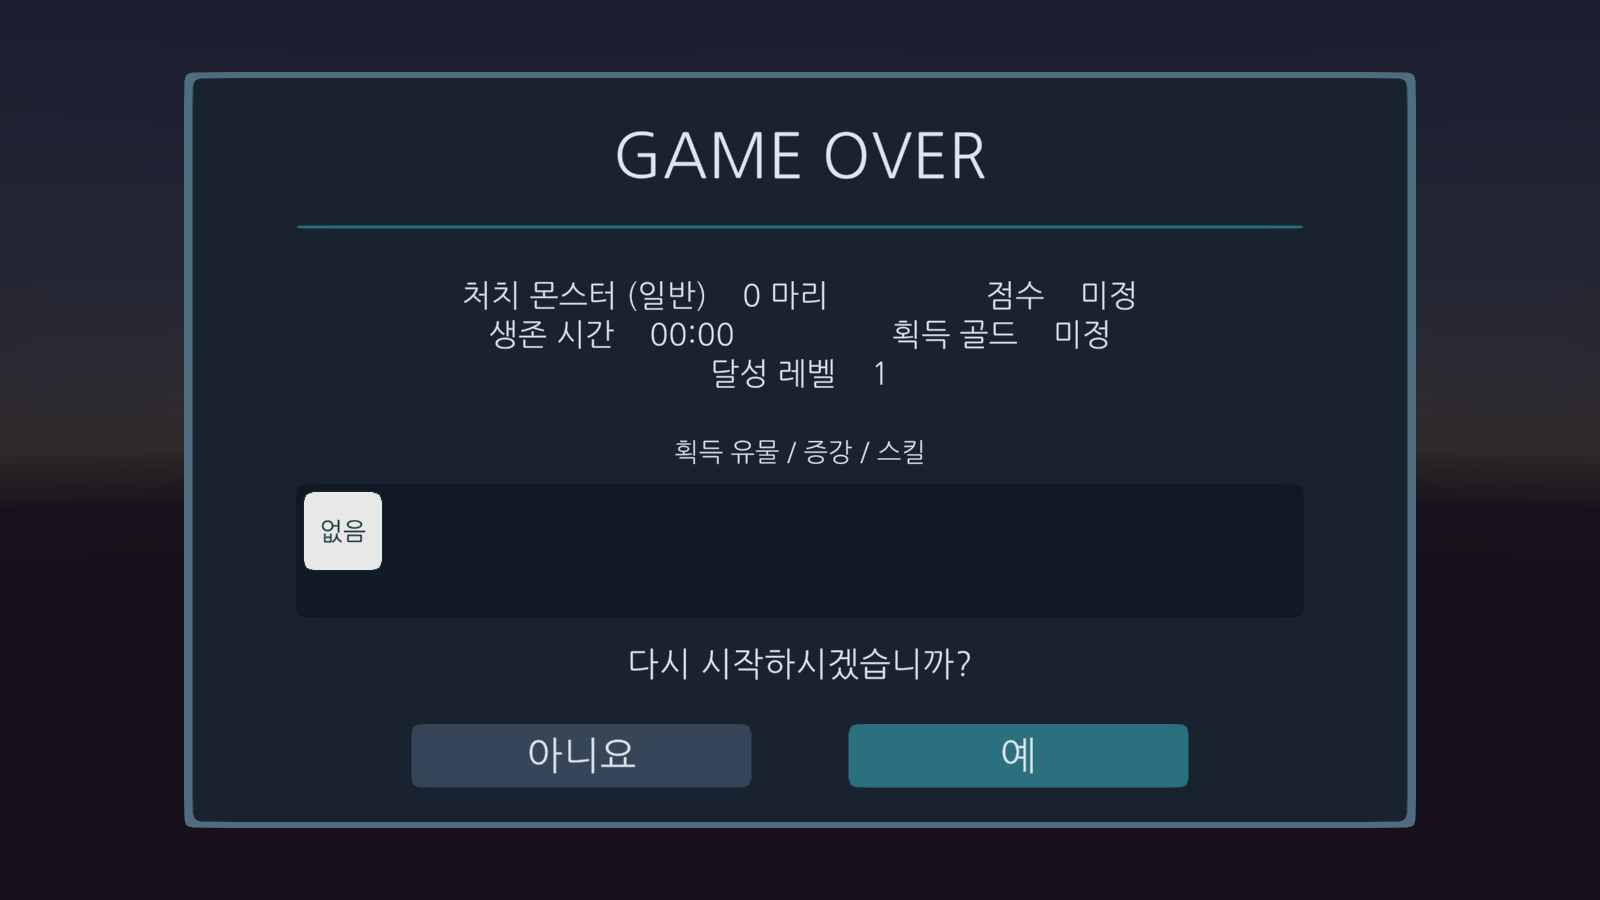 GAME OVER
처치 몬스터 (일반) 0 마리 점수 미정
생존 시간 00:00 획득 골드 미정
달성 레벨 1
획득 유물 / 증강 / 스킬
없음
다시 시작하시겠습니까?
아니요 예